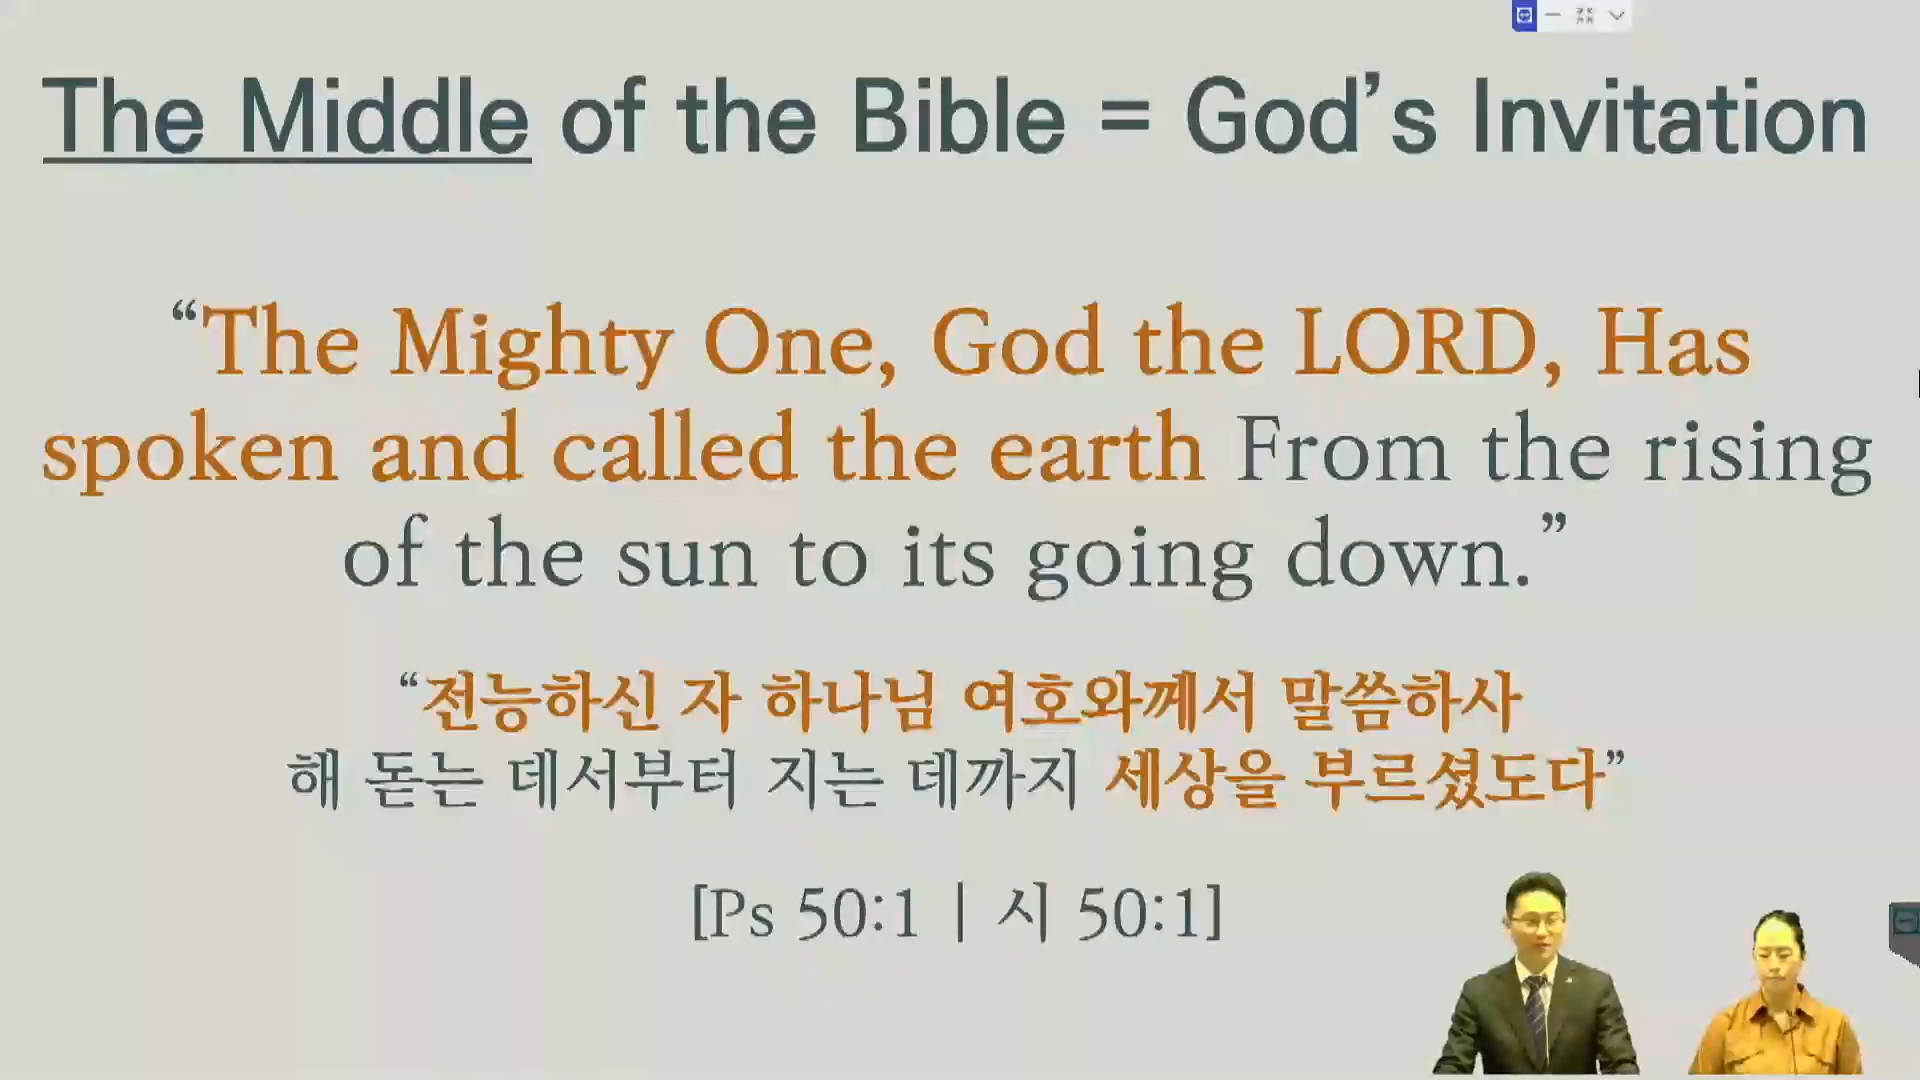 The Middle of the Bible = God's Invitation
“The Mighty One, God the LORD, Has
spoken and called the earth From the rising
of the sun to its going down.”
“전능하신 자 하나님 여호와께서 말씀하사
해 돋는 데서부터 지는 데까지 세상을 부르셨도다”
[Ps 50:1 | 시 50:1]